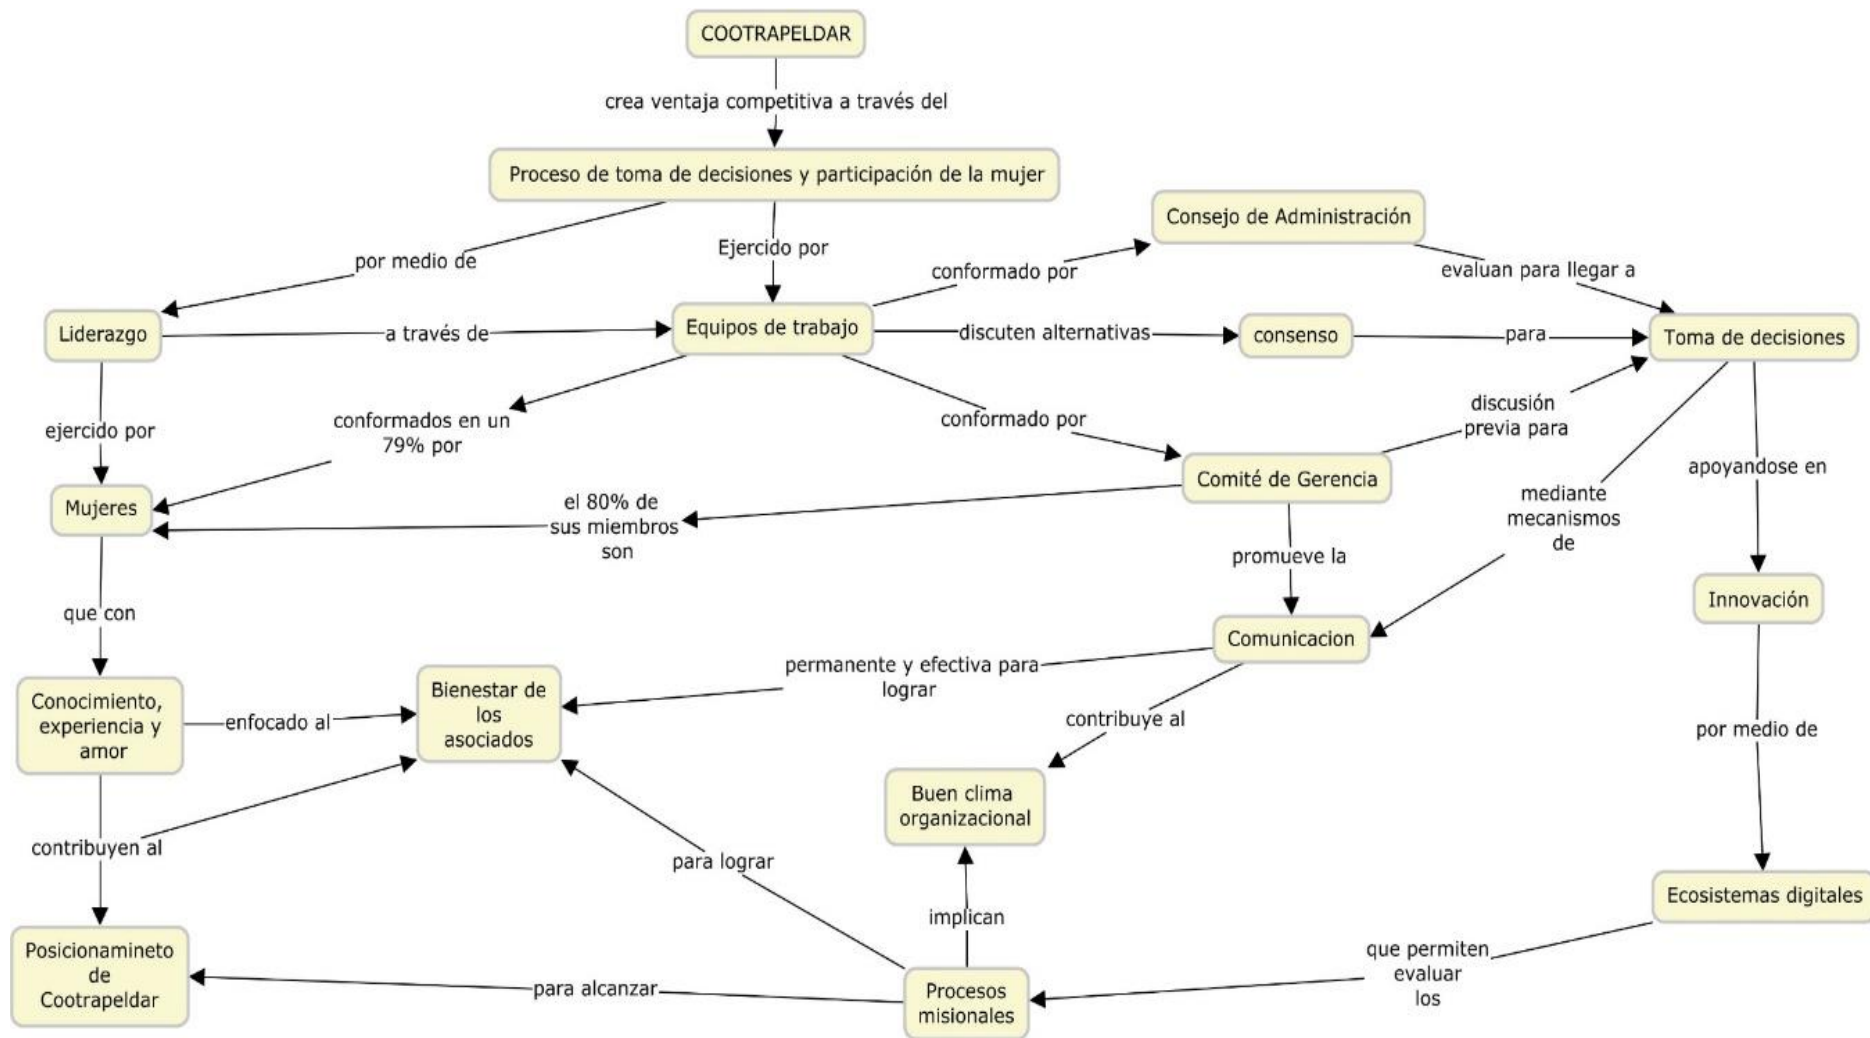 COOTRAPELDAR
crea ventaja competitiva a través del
Proceso de toma de decisiones y participación de la mujer
Consejo de Administración
por medio de
Ejercido por
conformado por
evaluan para llegar a
Liderazgo
a través de
Equipos de trabajo
discuten alternativas
consenso
para
Toma de decisiones
ejercido por
conformados en un
79% por
conformado por
discusión
previa para
apoyandose en
Mujeres
el 80% de
sus miembros
son
Comité de Gerencia
mediante
mecanismos
de
promueve la
Innovación
que con
Comunicacion
permanente y efectiva para
lograr
Conocimiento,
experiencia y
amor
enfocado al
Bienestar de
los
asociados
contribuye al
por medio de
Buen clima
organizacional
contribuyen al
para lograr
Ecosistemas digitales
implican
que permiten
evaluar
los
Posicionamineto
de
Cootrapeldar
para alcanzar
Procesos
misionales